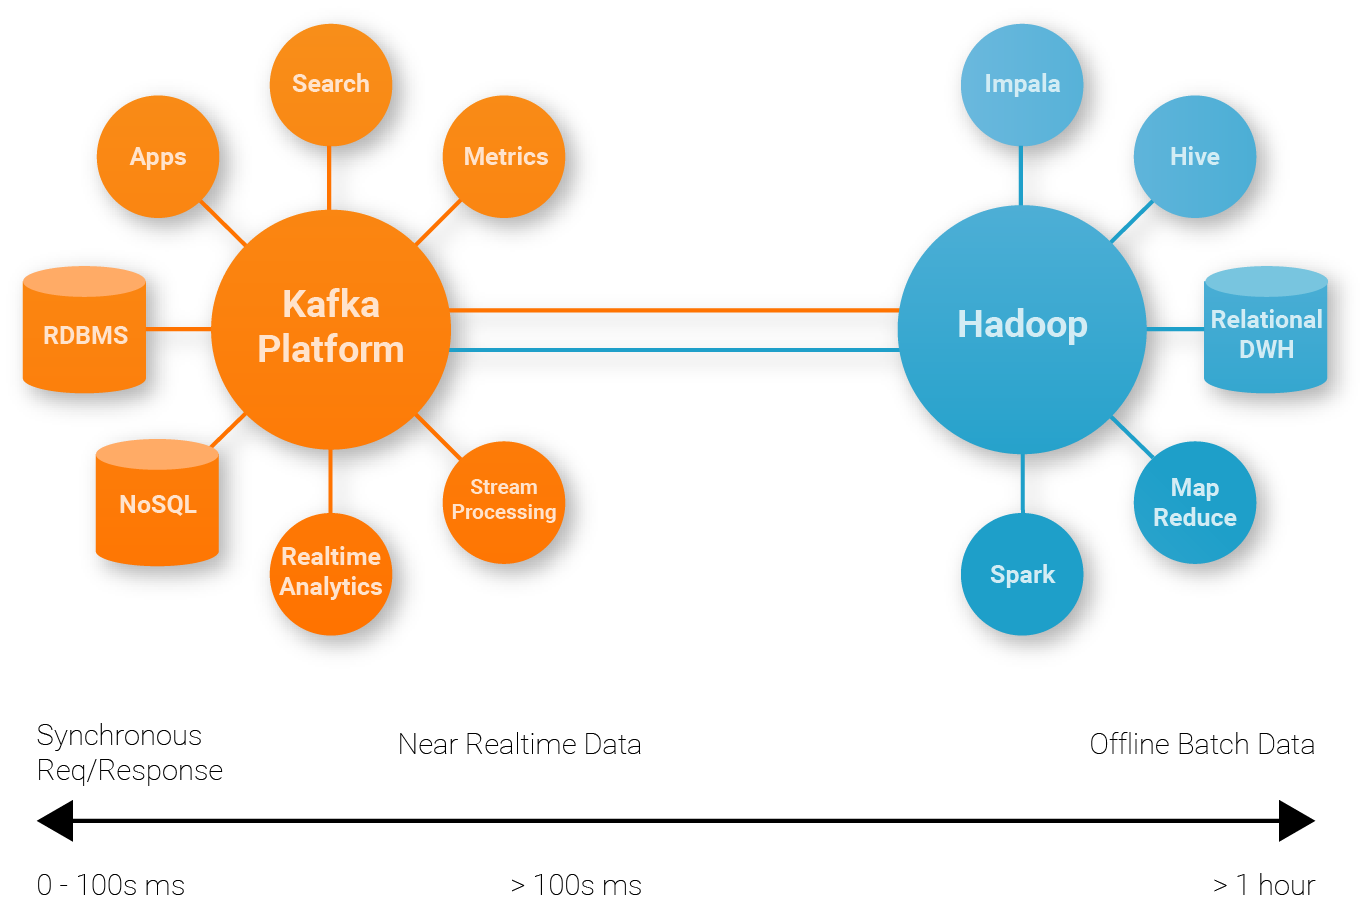 Search
Apps
Metrics
RDBMS
Kafka
Platform
NoSQL
Stream
Processing
Realtime
Analytics
Impala
Hive
Hadoop
Relational
DWH
Map
Reduce
Spark
Synchronous
Req/Response
Near Realtime Data
Offline Batch Data
0 - 100s ms
> 100s ms
> 1 hour